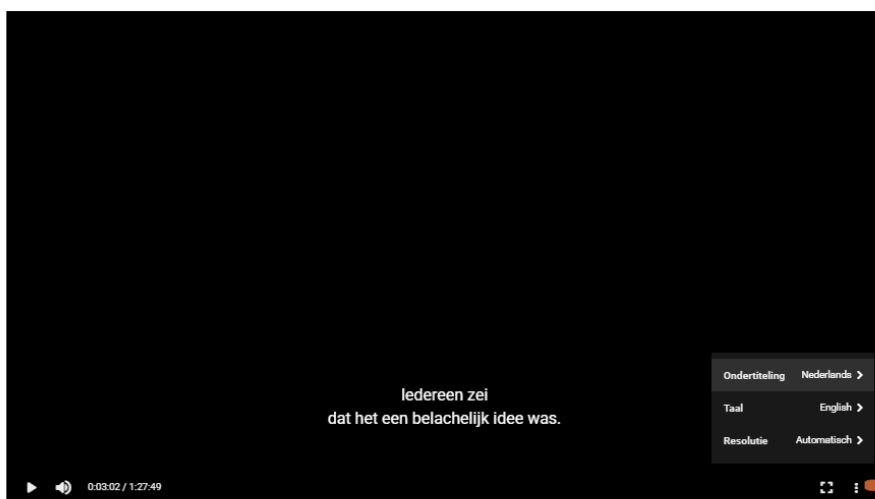 Iedereen zei
dat het een belachelijk idee was.
Ondertiteling Nederlands
Taal English
Resolutie Automatisch
0:03:02 / 1:27:49